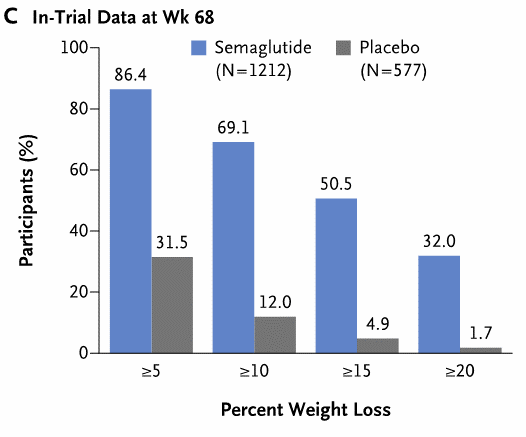 C In-Trial Data at Wk 68
Semaglutide
(N=1212)
Placebo
(N=577)
Participants (%)
100
80
60
40
20
0
86.4
31.5
69.1
12.0
50.5
4.9
32.0
1.7
≥5
≥10
≥15
≥20
Percent Weight Loss